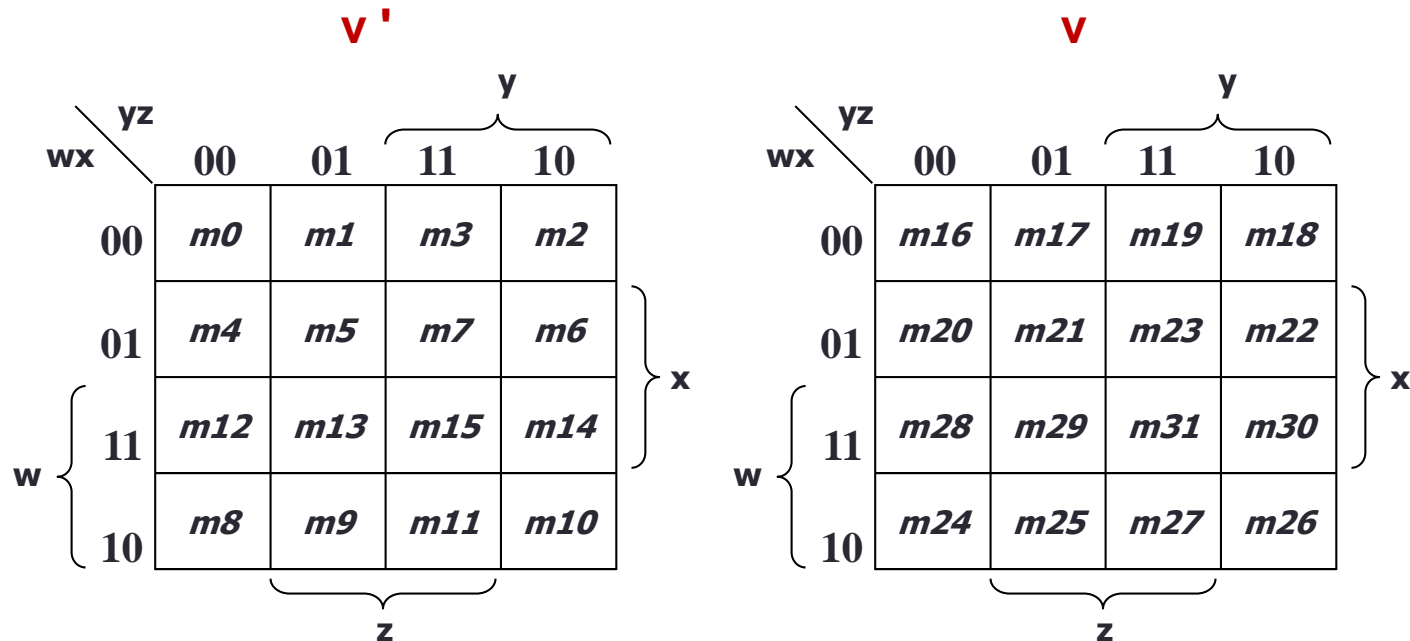 v ' v
y y
yz yz
wx 00 01 11 10 wx 00 01 11 10
00 m0 m1 m3 m2 00 m16 m17 m19 m18
01 m4 m5 m7 m6 01 m20 m21 m23 m22
x x
11 m12 m13 m15 m14 11 m28 m29 m31 m30
w w
10 m8 m9 m11 m10 10 m24 m25 m27 m26
z z